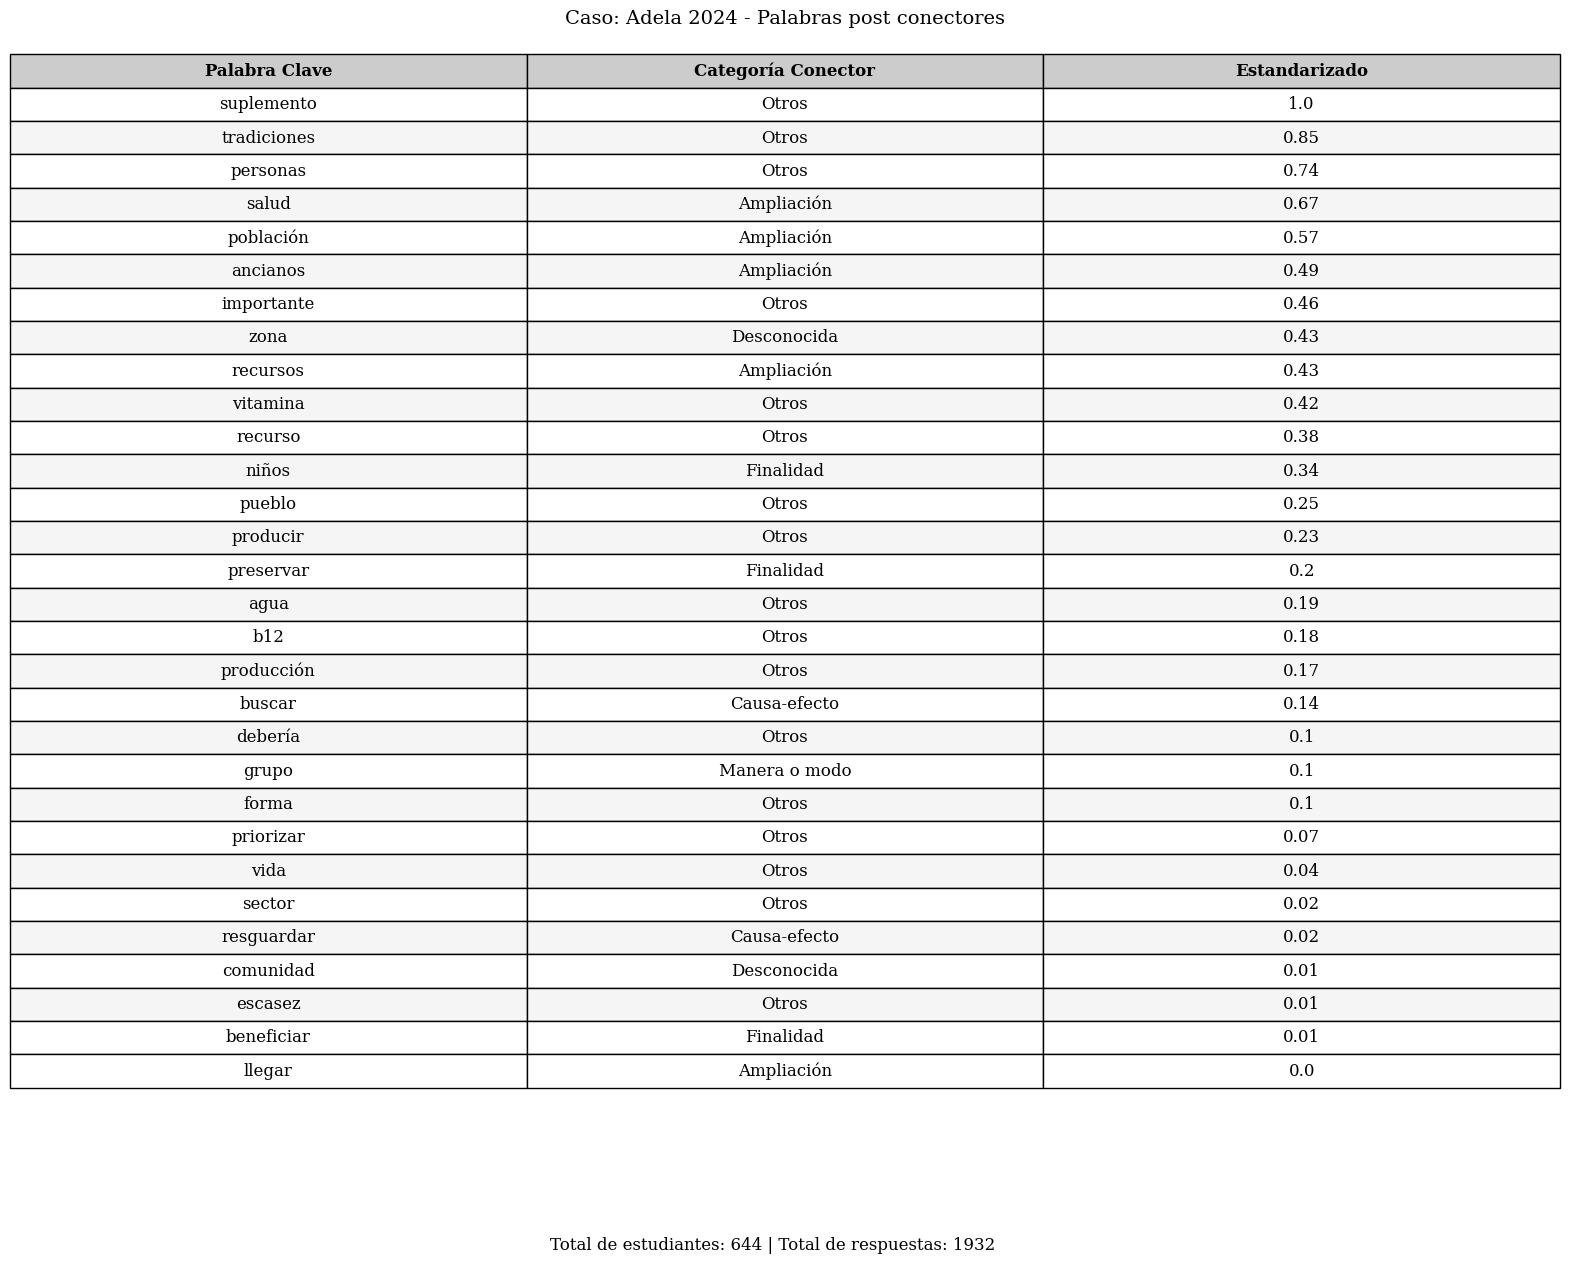 Caso: Adela 2024 - Palabras post conectores
Palabra Clave Categoría Conector Estandarizado
suplemento Otros 1.0
tradiciones Otros 0.85
personas Otros 0.74
salud Ampliación 0.67
población Ampliación 0.57
ancianos Ampliación 0.49
importante Otros 0.46
zona Desconocida 0.43
recursos Ampliación 0.43
vitamina Otros 0.42
recurso Otros 0.38
niños Finalidad 0.34
pueblo Otros 0.25
producir Otros 0.23
preservar Finalidad 0.2
agua Otros 0.19
b12 Otros 0.18
producción Otros 0.17
buscar Causa-efecto 0.14
debería Otros 0.1
grupo Manera o modo 0.1
forma Otros 0.1
priorizar Otros 0.07
vida Otros 0.04
sector Otros 0.02
resguardar Causa-efecto 0.02
comunidad Desconocida 0.01
escasez Otros 0.01
beneficiar Finalidad 0.01
llegar Ampliación 0.0
Total de estudiantes: 644 | Total de respuestas: 1932